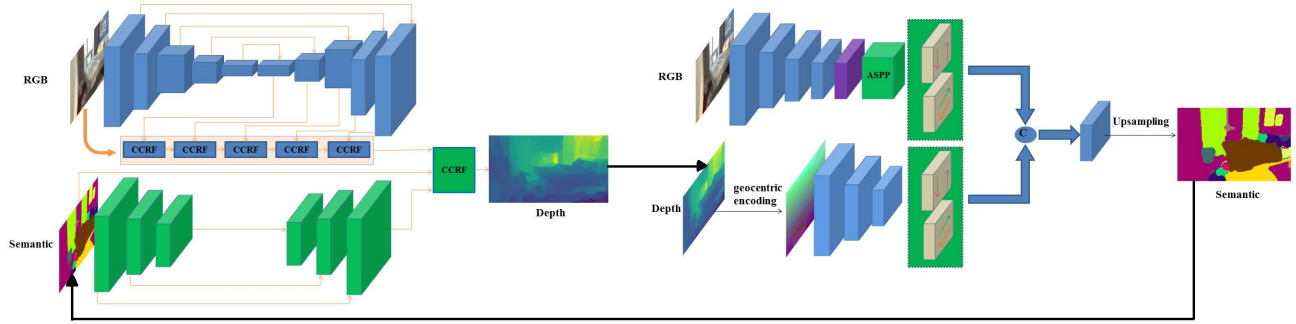 RGB
CCRF
CCRF
CCRF
CCRF
CCRF
CCRF
Depth
Semantic
RGB
ASPP
Depth
geocentric
encoding
C
Upsampling
Semantic